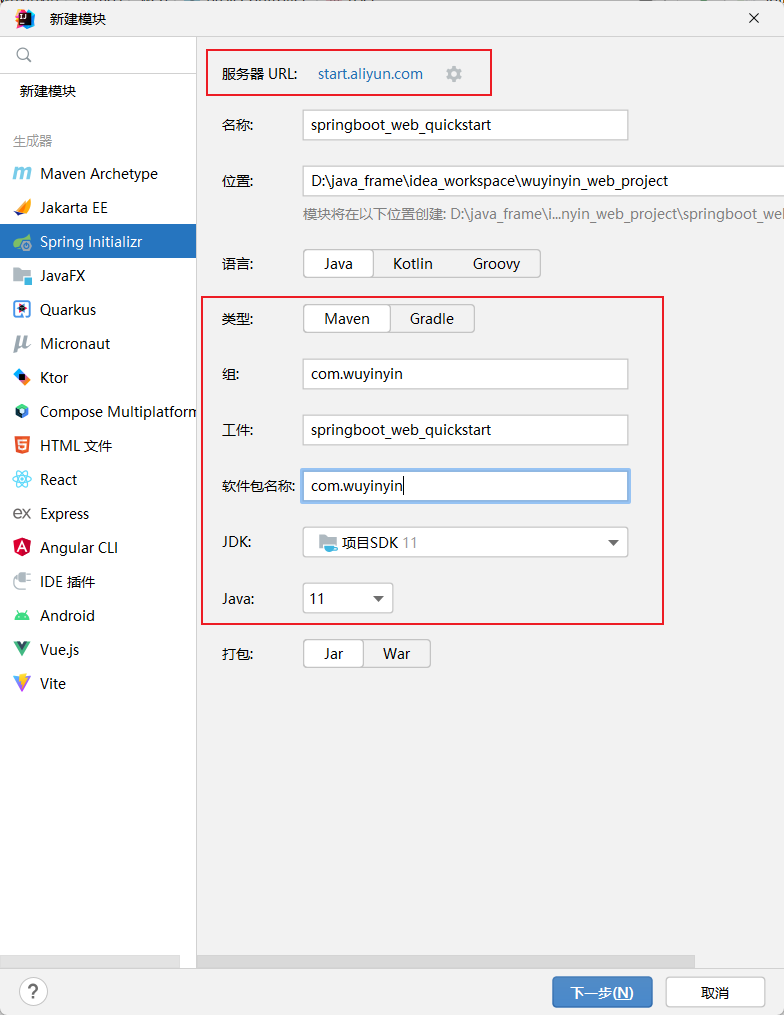 新建模块
新建模块
生成器
Maven Archetype
Jakarta EE
Spring Initializr
JavaFX
Quarkus
Micronaut
Ktor
Compose Multiplatform
HTML 文件
React
ex Express
Angular CLI
IDE 插件
Android
Vue.js
Vite
服务器 URL: start.aliyun.com
名称: springboot_web_quickstart
位置: D:\java_frame\idea_workspace\wuyinyin_web_project
模块将在以下位置创建: D:\java_frame\i...nyin_web_project\springboot_we
语言: Java Kotlin Groovy
类型: Maven Gradle
组: com.wuyinyin
工件: springboot_web_quickstart
软件包名称: com.wuyinyin
JDK: 项目SDK 11
Java: 11
打包: Jar War
? 下一步(N) 取消